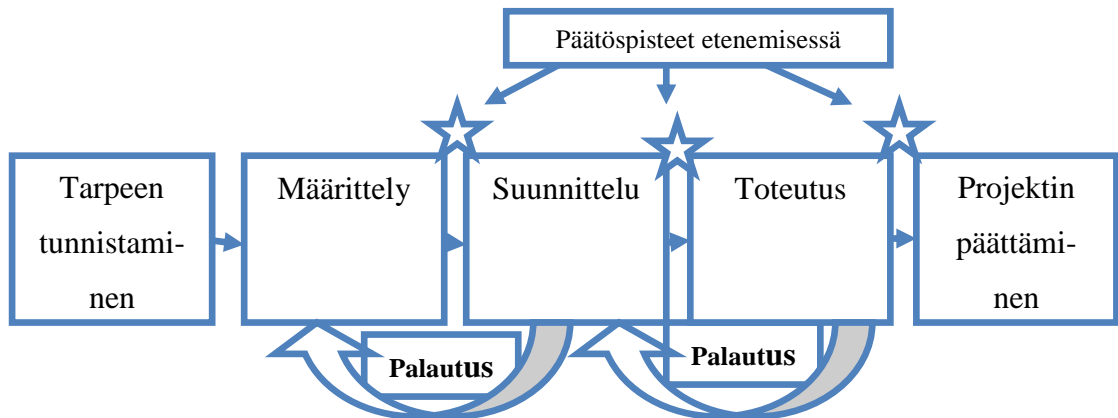 Päätöspisteet etenemisessä
Tarpeen
tunnistami-
nen
Määrittely
Suunnittelu
Toteutus
Projektin
päättämi-
nen
Palautus
Palautus